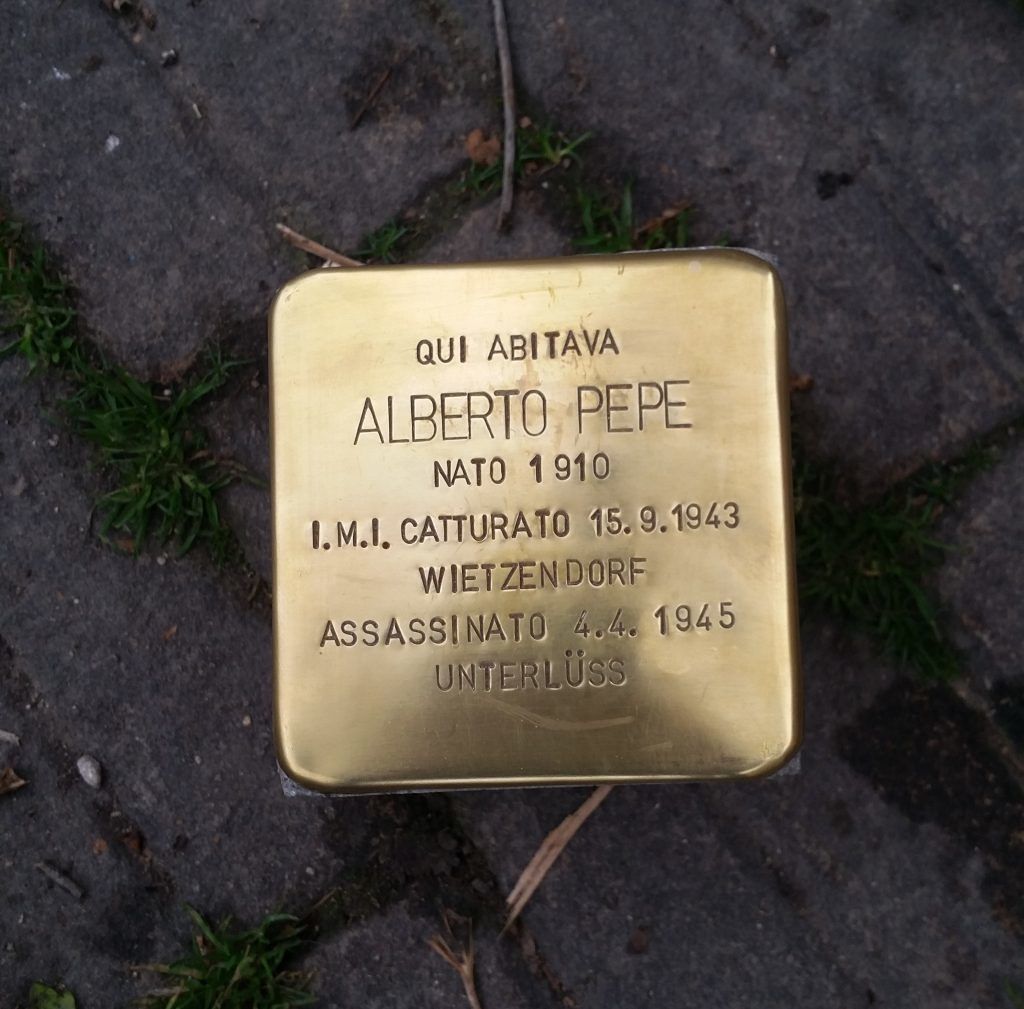 QUI ABITAVA
ALBERTO PEPE
NATO 1910
I.M.I. CATTURATO 15.9.1943
WIETZENDORF
ASSASSINATO 4.4. 1945
UNTERLÜSS